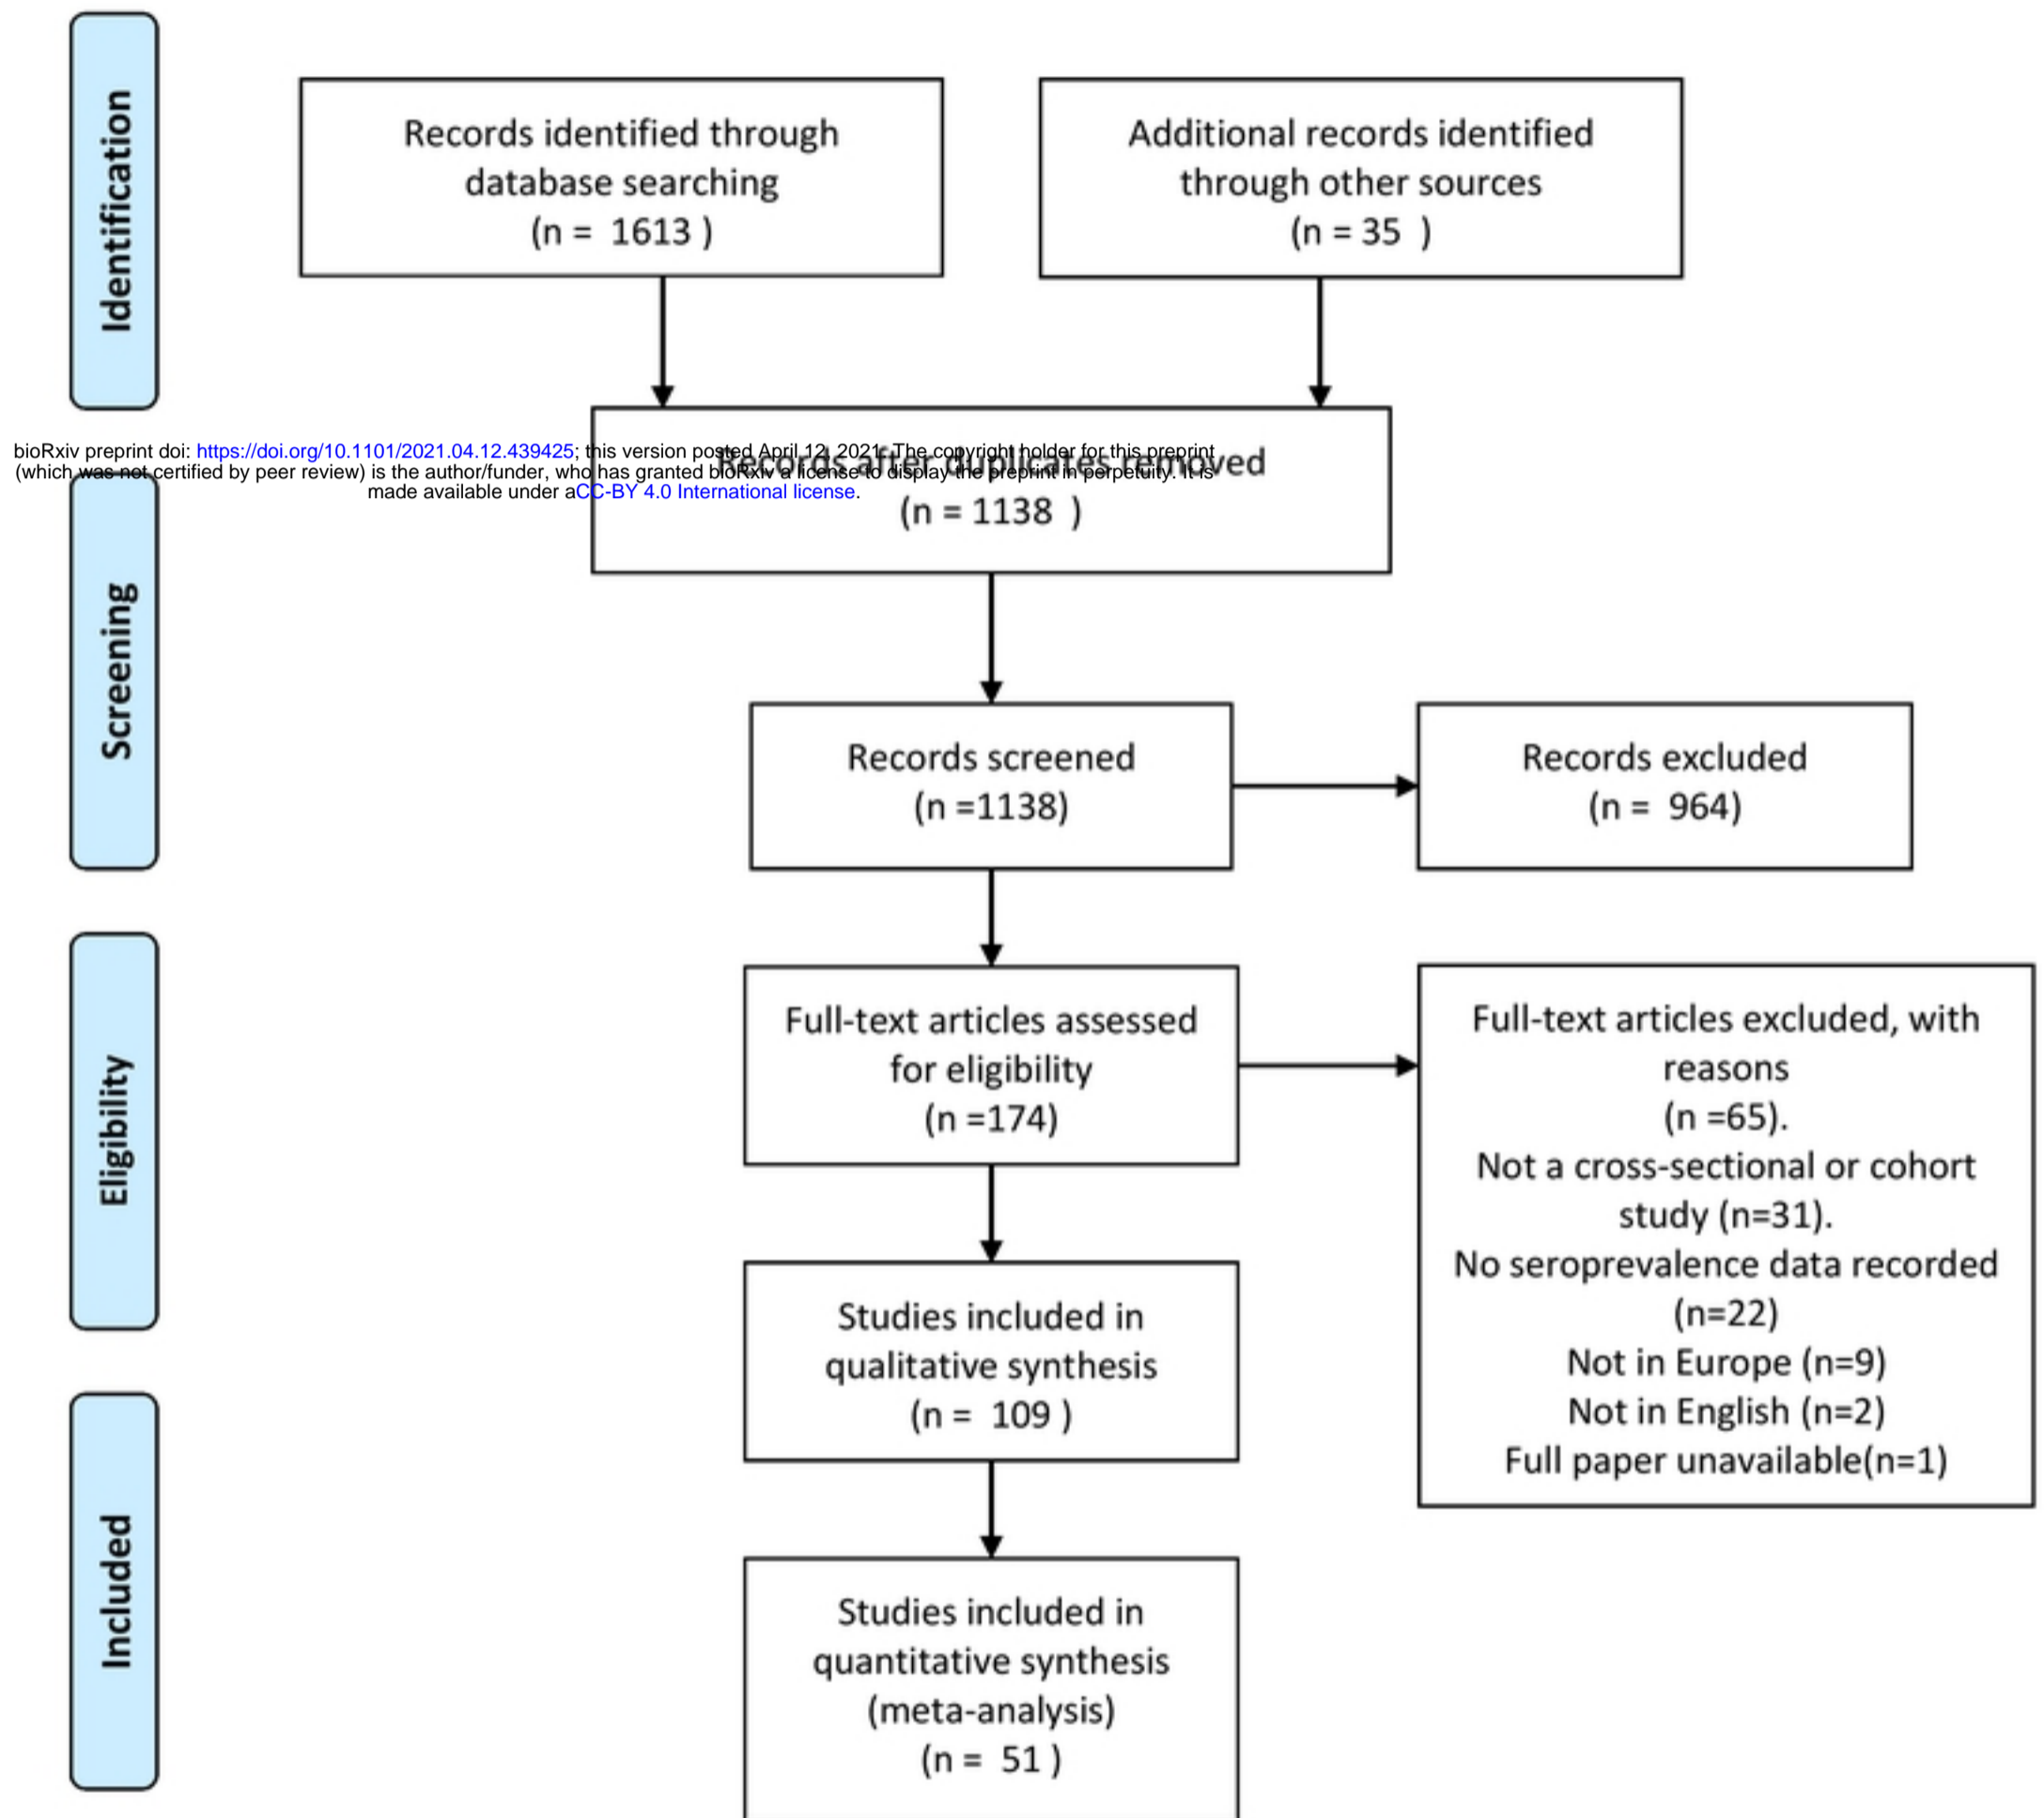 Identification
Records identified through
database searching
(n =  1613 )
Additional records identified
through other sources
(n = 35  )
bioRxiv preprint doi: https://doi.org/10.1101/2021.04.12.439425; this version posted April 12, 2021. The copyright holder for this preprint
(which was not certified by peer review) is the author/funder, who has granted bioRxiv a license to display the preprint in perpetuity. It is
made available under aCC-BY 4.0 International license.
Records after duplicates removed
(n = 1138  )
Screening
Records screened
(n =1138)
Records excluded
(n =  964)
Eligibility
Full-text articles assessed
for eligibility
(n =174)
Full-text articles excluded, with
reasons
(n =65).
Not a cross-sectional or cohort
study (n=31).
No seroprevalence data recorded
(n=22)
Not in Europe (n=9)
Not in English (n=2)
Full paper unavailable(n=1)
Studies included in
qualitative synthesis
(n =  109 )
Included
Studies included in
quantitative synthesis
(meta-analysis)
(n =  51 )